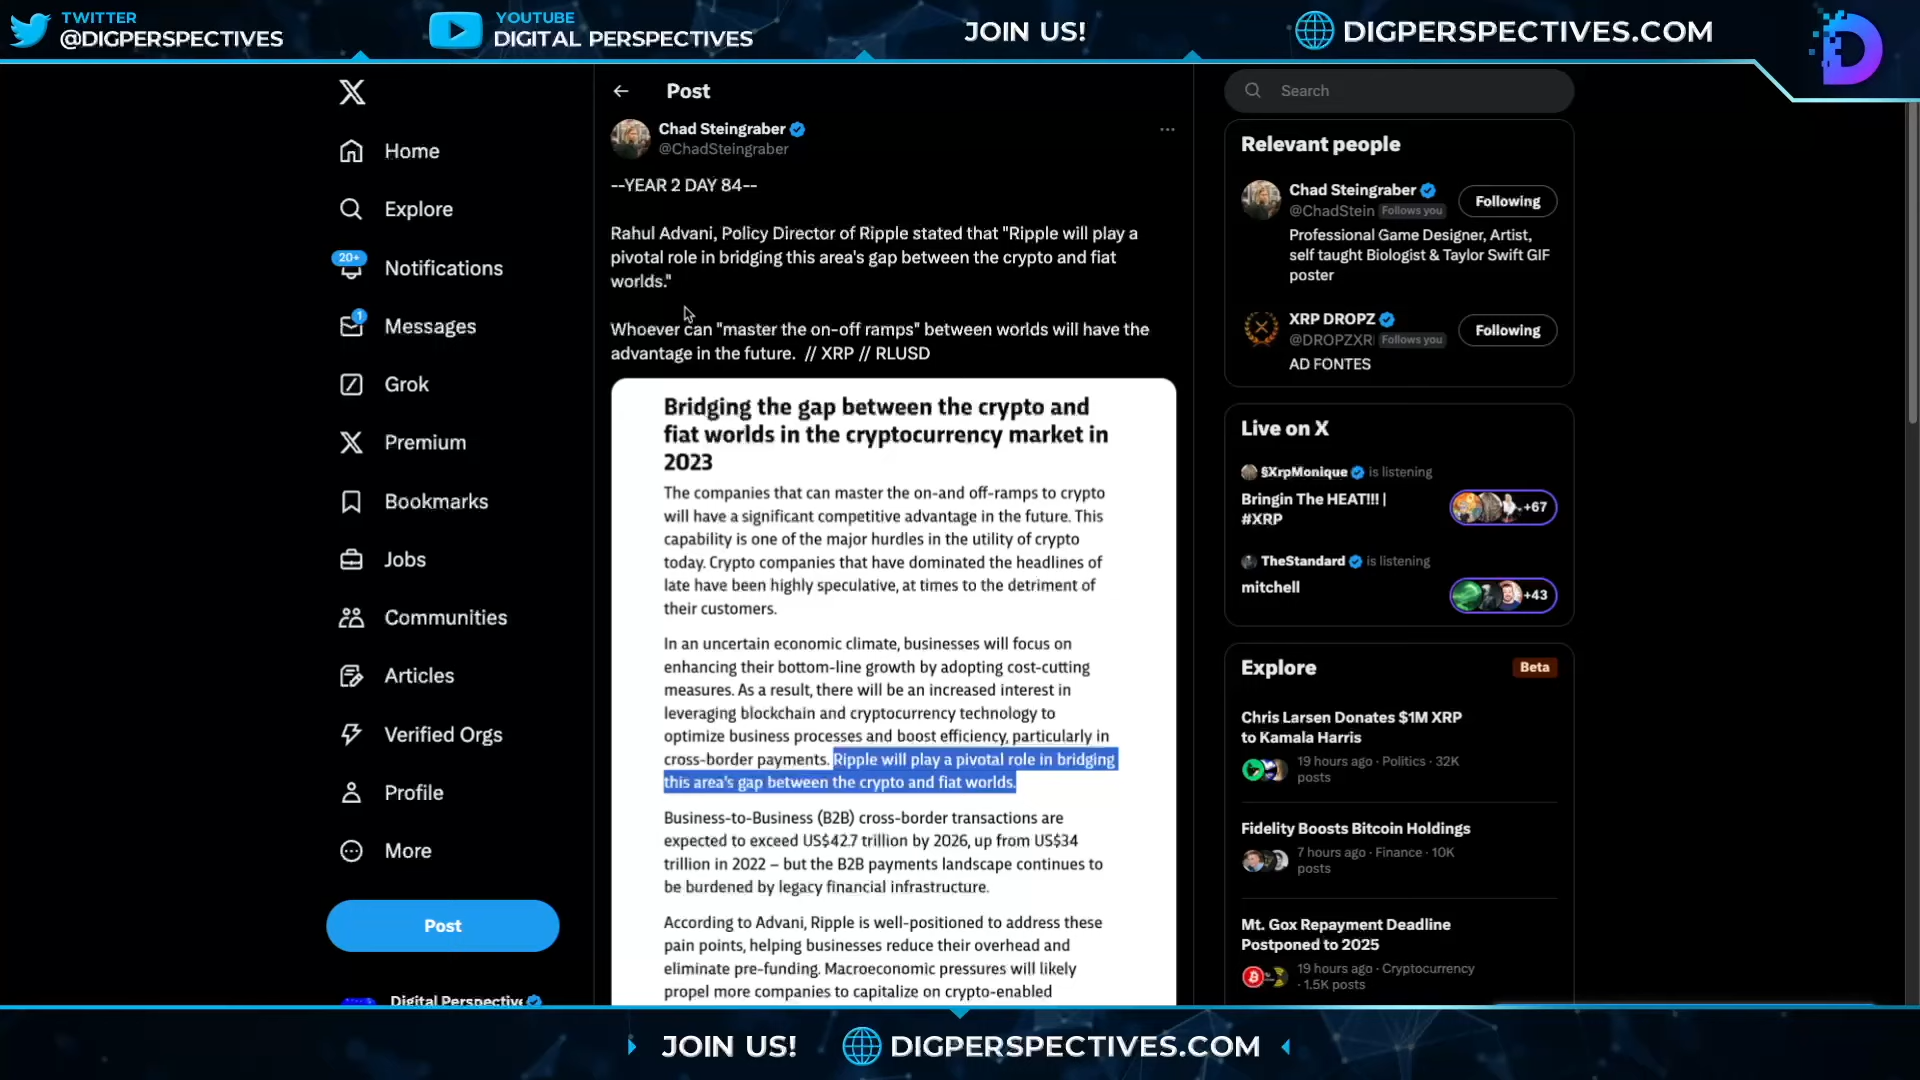 TWITTER
@DIGPERSPECTIVES
YOUTUBE
DIGITAL PERSPECTIVES
JOIN US!
DIGPERSPECTIVES.COM
Home
Explore
20+
Notifications
1
Messages
Grok
Premium
Bookmarks
Jobs
Communities
Articles
Verified Orgs
Profile
More
Post
Digital Perspective
Post
Chad Steingraber
@ChadSteingraber
--YEAR 2 DAY 84--
Rahul Advani, Policy Director of Ripple stated that "Ripple will play a
pivotal role in bridging this area's gap between the crypto and fiat
worlds."
Whoever can "master the on-off ramps" between worlds will have the
advantage in the future. // XRP // RLUSD
Bridging the gap between the crypto and
fiat worlds in the cryptocurrency market in
2023
The companies that can master the on-and off-ramps to crypto
will have a significant competitive advantage in the future. This
capability is one of the major hurdles in the utility of crypto
today. Crypto companies that have dominated the headlines of
late have been highly speculative, at times to the detriment of
their customers.
In an uncertain economic climate, businesses will focus on
enhancing their bottom-line growth by adopting cost-cutting
measures. As a result, there will be an increased interest in
leveraging blockchain and cryptocurrency technology to
optimize business processes and boost efficiency, particularly in
cross-border payments. Ripple will play a pivotal role in bridging
this area's gap between the crypto and fiat worlds.
Business-to-Business (B2B) cross-border transactions are
expected to exceed US$42.7 trillion by 2026, up from US$34
trillion in 2022 – but the B2B payments landscape continues to
be burdened by legacy financial infrastructure.
According to Advani, Ripple is well-positioned to address these
pain points, helping businesses reduce their overhead and
eliminate pre-funding. Macroeconomic pressures will likely
propel more companies to capitalize on crypto-enabled
Search
Relevant people
Chad Steingraber
@ChadStein Follows you
Following
Professional Game Designer, Artist,
self taught Biologist & Taylor Swift GIF
poster
XRP DROPZ
@DROPZXR Follows you
Following
AD FONTES
Live on X
§XrpMonique is listening
Bringin The HEAT!!! |
#XRP
+67
TheStandard is listening
mitchell
+43
Explore
Beta
Chris Larsen Donates $1M XRP
to Kamala Harris
19 hours ago · Politics · 32K
posts
Fidelity Boosts Bitcoin Holdings
7 hours ago · Finance · 10K
posts
Mt. Gox Repayment Deadline
Postponed to 2025
19 hours ago · Cryptocurrency
· 1.5K posts
JOIN US!
DIGPERSPECTIVES.COM